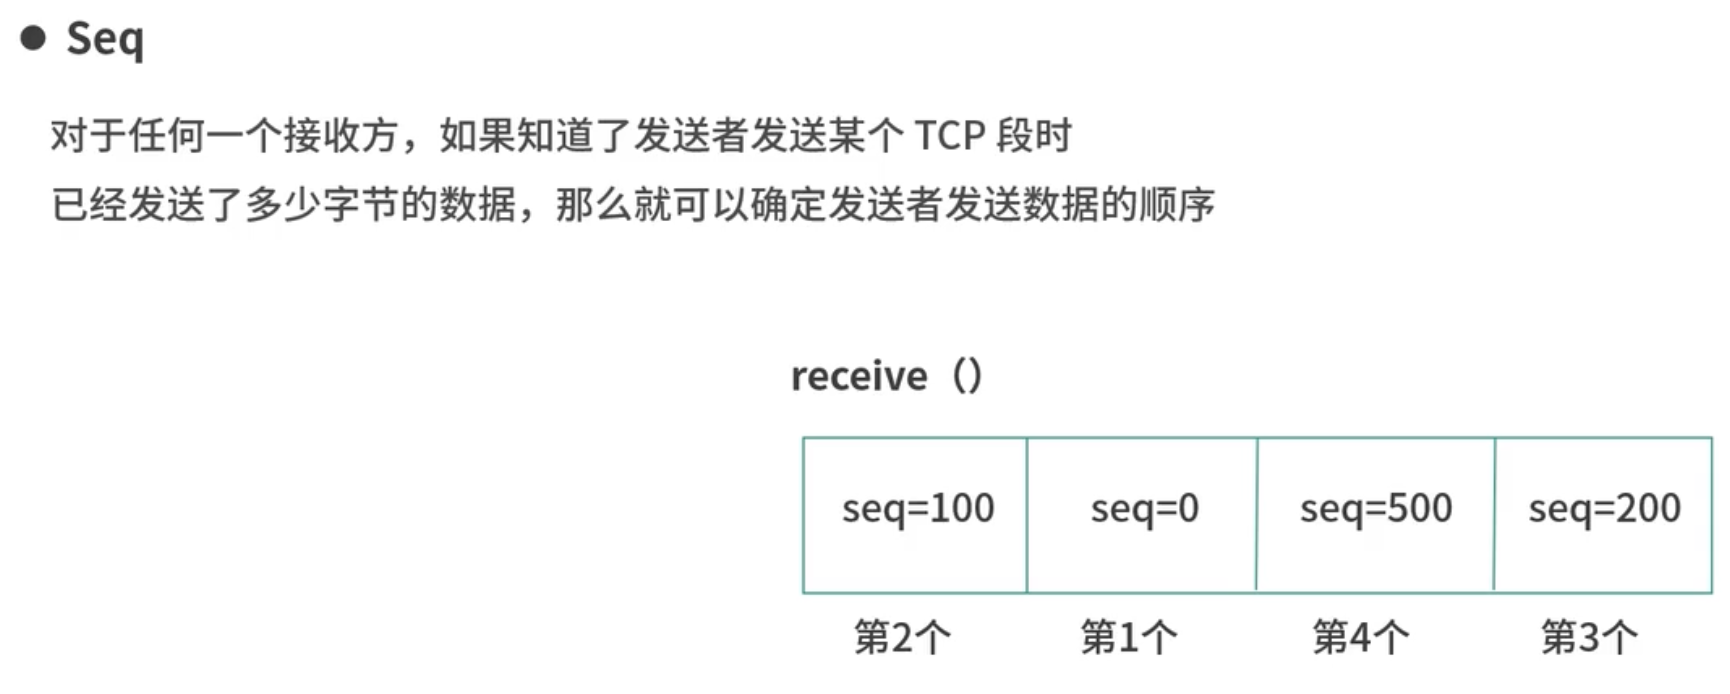 ● Seq
对于任何一个接收方，如果知道了发送者发送某个 TCP 段时
已经发送了多少字节的数据，那么就可以确定发送者发送数据的顺序
receive（）
seq=100 seq=0 seq=500 seq=200
第2个 第1个 第4个 第3个